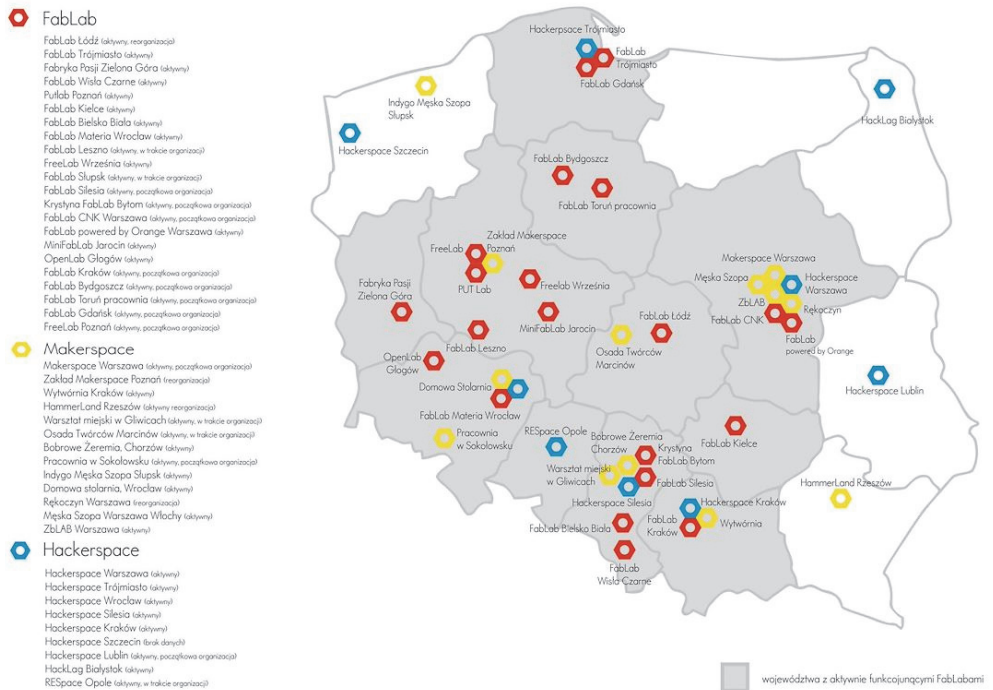 FabLab
FabLab Łódź (aktywny, reorganizacja)
FabLab Trójmiasto (aktywny)
Fabryka Pasji Zielona Góra (aktywny)
FabLab Wisła Czarne (aktywny)
Putlab Poznań (aktywny)
FabLab Kielce (aktywny)
FabLab Bielsko Biała (aktywny)
FabLab Materia Wrocław (aktywny)
FabLab Leszno (aktywny, w trakcie organizacji)
FreeLab Września (aktywny)
FabLab Słupsk (aktywny, w trakcie organizacji)
FabLab Silesia (aktywny, początkowa organizacja)
Krystyna FabLab Bytom (aktywny, początkowa organizacja)
FabLab CNK Warszawa (aktywny, początkowa organizacja)
FabLab powered by Orange Warszawa (aktywny)
MiniFabLab Jarocin (aktywny)
OpenLab Głogów (aktywny)
FabLab Kraków (aktywny, początkowa organizacja)
FabLab Bydgoszcz (aktywny, początkowa organizacja)
FabLab Toruń pracownia (aktywny, początkowa organizacja)
FabLab Gdańsk (aktywny, początkowa organizacja)
FreeLab Poznań (aktywny, początkowa organizacja)
Makerspace
Makerspace Warszawa (aktywny, początkowa organizacja)
Zakład Makerspace Poznań (reorganizacja)
Wytwórnia Kraków (aktywny)
HammerLand Rzeszów (aktywny reorganizacja)
Warsztat miejski w Gliwicach (aktywny, w trakcie organizacji)
Osada Twórców Marcinów (aktywny, w trakcie organizacji)
Bobrowe Żeremia, Chorzów (aktywny)
Pracownia w Sokołowsku (aktywny, początkowa organizacja)
Indygo Męska Szopa Słupsk (aktywny)
Domowa stolarnia, Wrocław (aktywny)
Rękoczyn Warszawa (reorganizacja)
Męska Szopa Warszawa Włochy (aktywny)
ZbLAB Warszawa (aktywny)
Hackerspace
Hackerspace Warszawa (aktywny)
Hackerspace Trójmiasto (aktywny)
Hackerspace Wrocław (aktywny)
Hackerspace Silesia (aktywny)
Hackerspace Kraków (aktywny)
Hackerspace Szczecin (brak danych)
Hackerspace Lublin (aktywny, początkowa organizacja)
HackLag Białystok (aktywny)
RESpace Opole (aktywny, w trakcie organizacji)
Hackerpsace Trójmiasto
FabLab
Trójmiasto
FabLab Gdańsk
Indygo Męska Szopa
Słupsk
Hackerspace Szczecin
HackLag Białystok
FabLab Bydgoszcz
FabLab Toruń pracownia
Zakład Makerspace
Poznań
FreeLab
PUT Lab
Freelab Września
Fabryka Pasji
Zielona Góra
MiniFabLab Jarocin
FabLab Leszno
Makerspace Warszawa
Męska Szopa
Hackerspace
Warszawa
ZbLAB
Rękoczyn
FabLab CNK
FabLab
powered by Orange
FabLab Łódź
Osada Twórców
Marcinów
OpenLab
Głogów
Domowa Stolarnia
FabLab Materia Wrocław
Hackerspace Lublin
Pracownia
w Sokołowsku
RESpace Opole
Bobrowe Żeremia
Chorzów
Krystyna
FabLab Bytom
Warsztat miejski
w Gliwicach
FabLab Silesia
Hackerspace Silesia
FabLab Kielce
HammerLand Rzeszów
Hackerspace Kraków
FabLab
Kraków
Wytwórnia
FabLab Bielsko Biała
FabLab
Wisła Czarne
województwa z aktywnie funkcojunącymi FabLabami